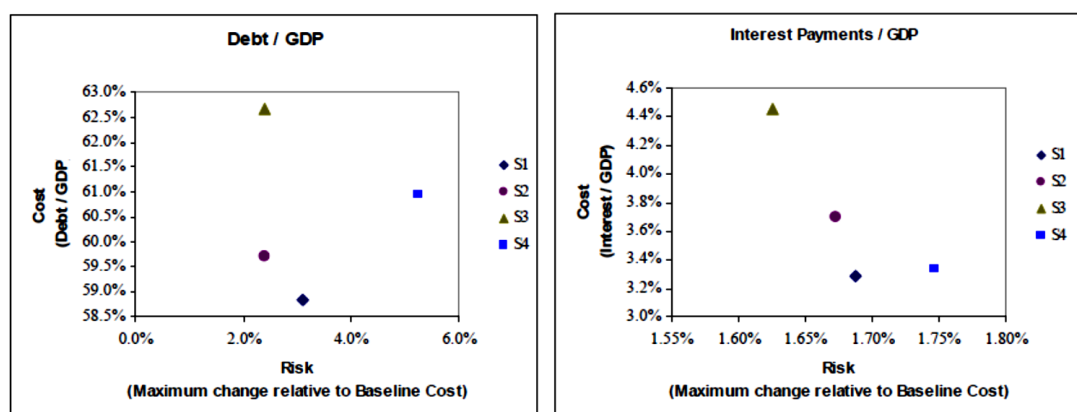 Debt / GDP
Cost
(Debt / GDP
63.0%
62.5%
62.0%
61.5%
61.0%
60.5%
60.0%
59.5%
59.0%
58.5%
0.0% 2.0% 4.0% 6.0%
Risk
(Maximum change relative to Baseline Cost)
S1
S2
S3
S4
Interest Payments / GDP
Cost
(Interest / GDP)
4.6%
4.4%
4.2%
4.0%
3.8%
3.6%
3.4%
3.2%
3.0%
1.55% 1.60% 1.65% 1.70% 1.75% 1.80%
Risk
(Maximum change relative to Baseline Cost)
S1
S2
S3
S4